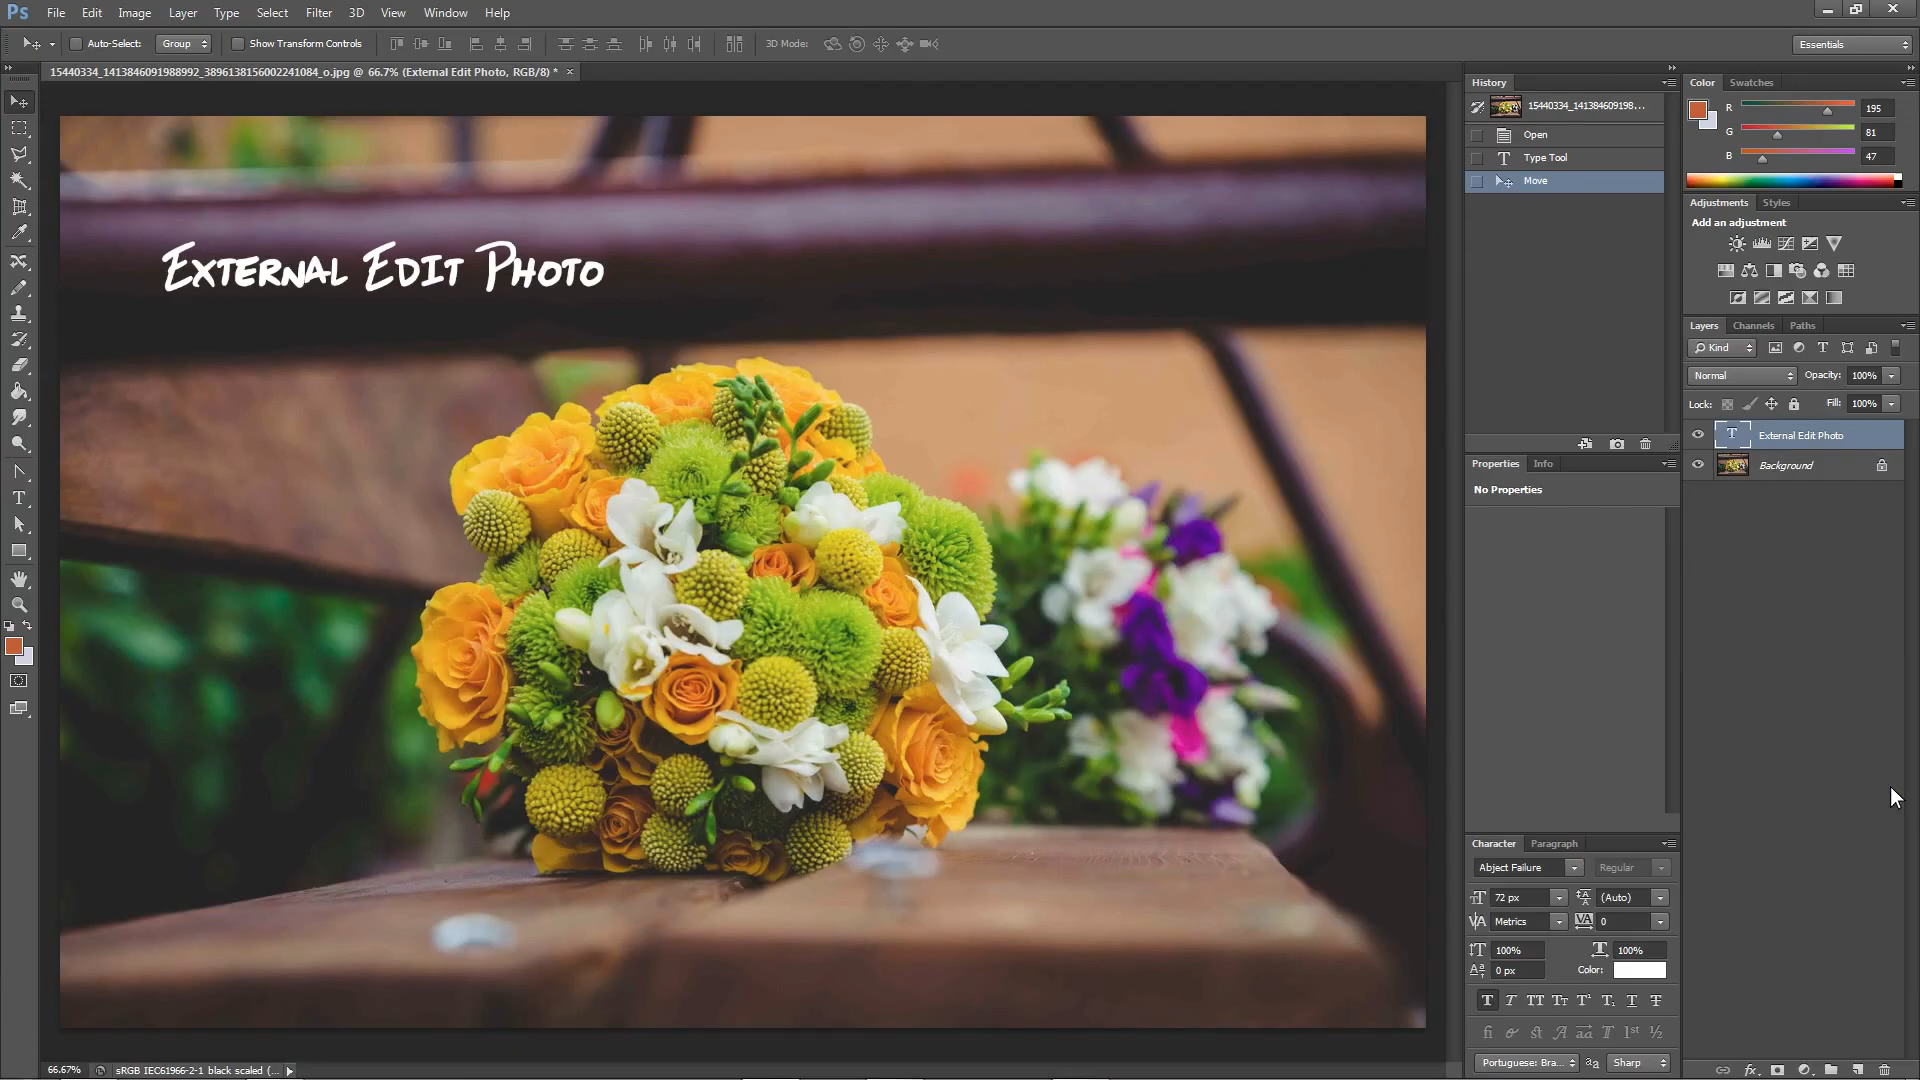 Ps File Edit Image Layer Type Select Filter 3D View Window Help
Auto-Select: Group Show Transform Controls 3D Mode: Essentials
15440334_1413846091988992_3896138156002241084_o.jpg @ 66.7% (External Edit Photo, RGB/8) * ×
External Edit Photo
History
15440334_141384609198...
Open
Type Tool
Move
Properties Info
No Properties
Character Paragraph
Abject Failure Regular
72 px (Auto)
Metrics 0
100% 100%
0 px Color:
Portuguese: Bra... aa Sharp
Color Swatches
R 195
G 81
B 47
Adjustments Styles
Add an adjustment
Layers Channels Paths
Kind
Normal Opacity: 100%
Lock: Fill: 100%
External Edit Photo
Background
66.67% sRGB IEC61966-2-1 black scaled (...